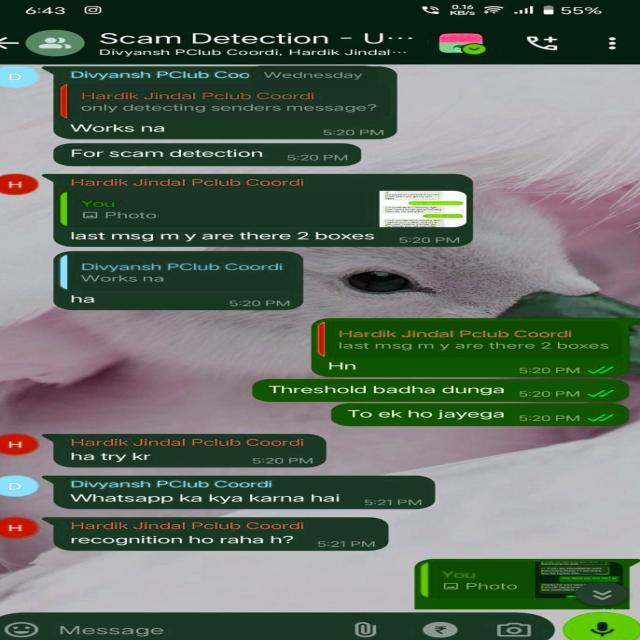 6:43
0.16
KB/s
55%
Scam Detection - U...
Divyansh PClub Coordi, Hardik Jindal...
D
Divyansh PClub Coo
Wednesday
Hardik Jindal Pclub Coordi
only detecting senders message?
Works na
5:20 PM
For scam detection
5:20 PM
H
Hardik Jindal Pclub Coordi
You
Photo
last msg m y are there 2 boxes
5:20 PM
Divyansh PClub Coordi
Works na
ha
5:20 PM
Hardik Jindal Pclub Coordi
last msg m y are there 2 boxes
Hn
5:20 PM
Threshold badha dunga
5:20 PM
To ek ho jayega
5:20 PM
H
Hardik Jindal Pclub Coordi
ha try kr
5:20 PM
D
Divyansh PClub Coordi
Whatsapp ka kya karna hai
5:21 PM
H
Hardik Jindal Pclub Coordi
recognition ho raha h?
5:21 PM
You
Photo
Message
₹